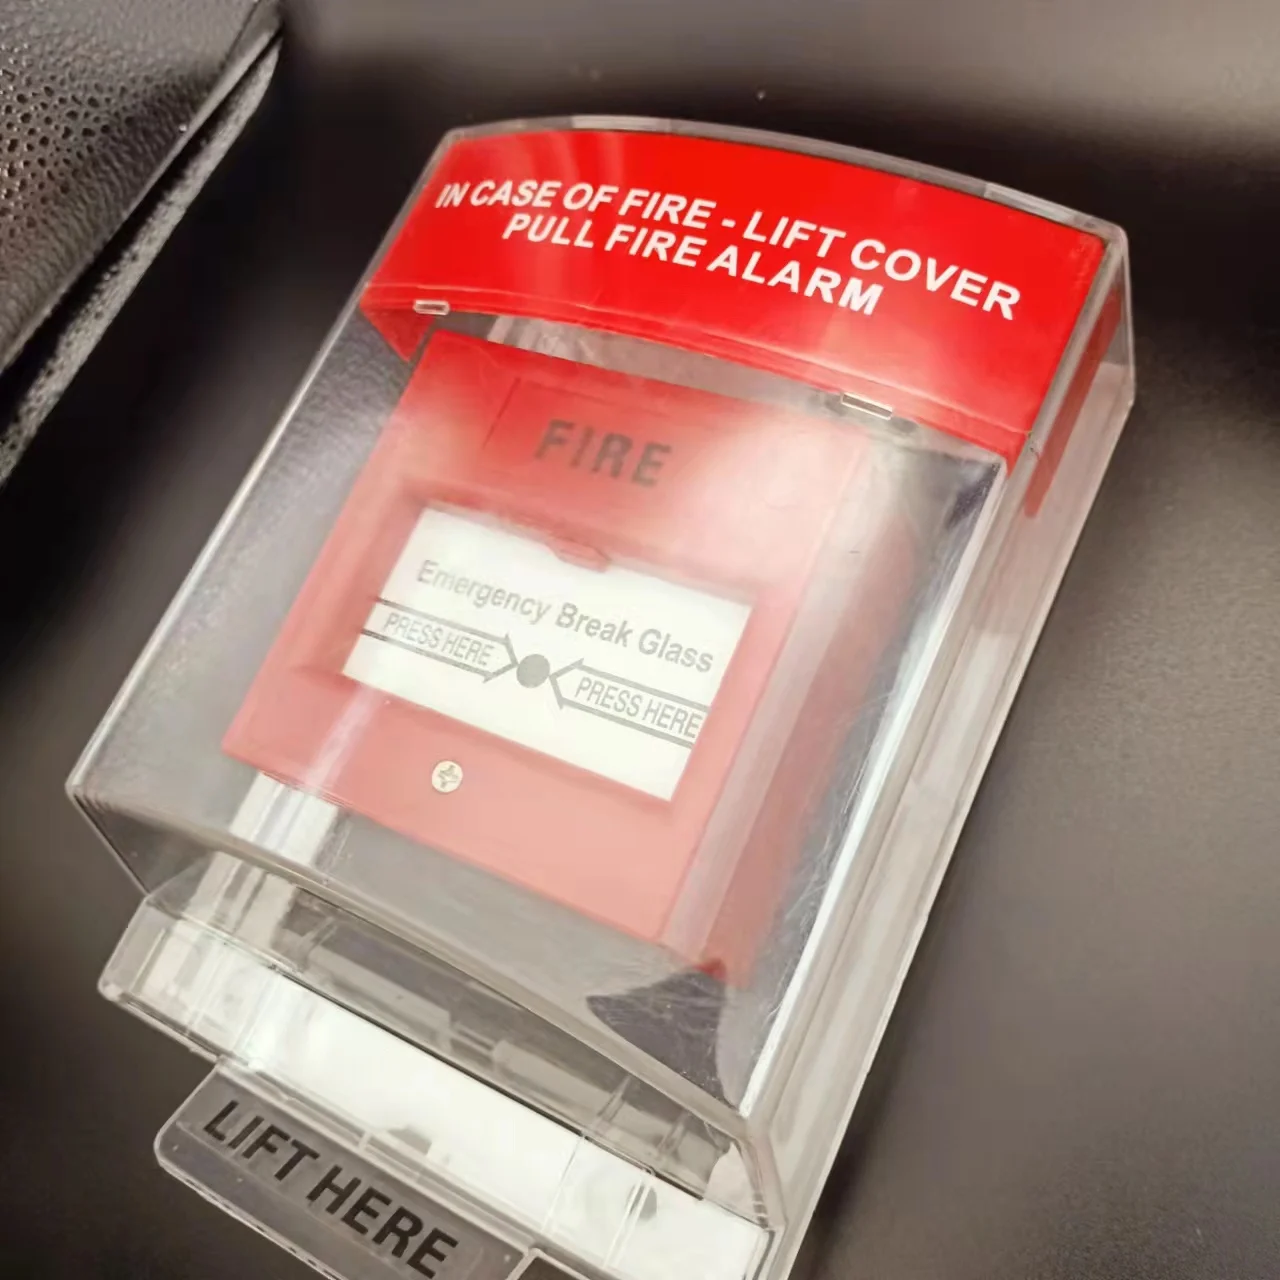 IN CASE OF FIRE - LIFT COVER
PULL FIRE ALARM
FIRE
Emergency Break Glass
PRESS HERE
PRESS HERE
LIFT HERE